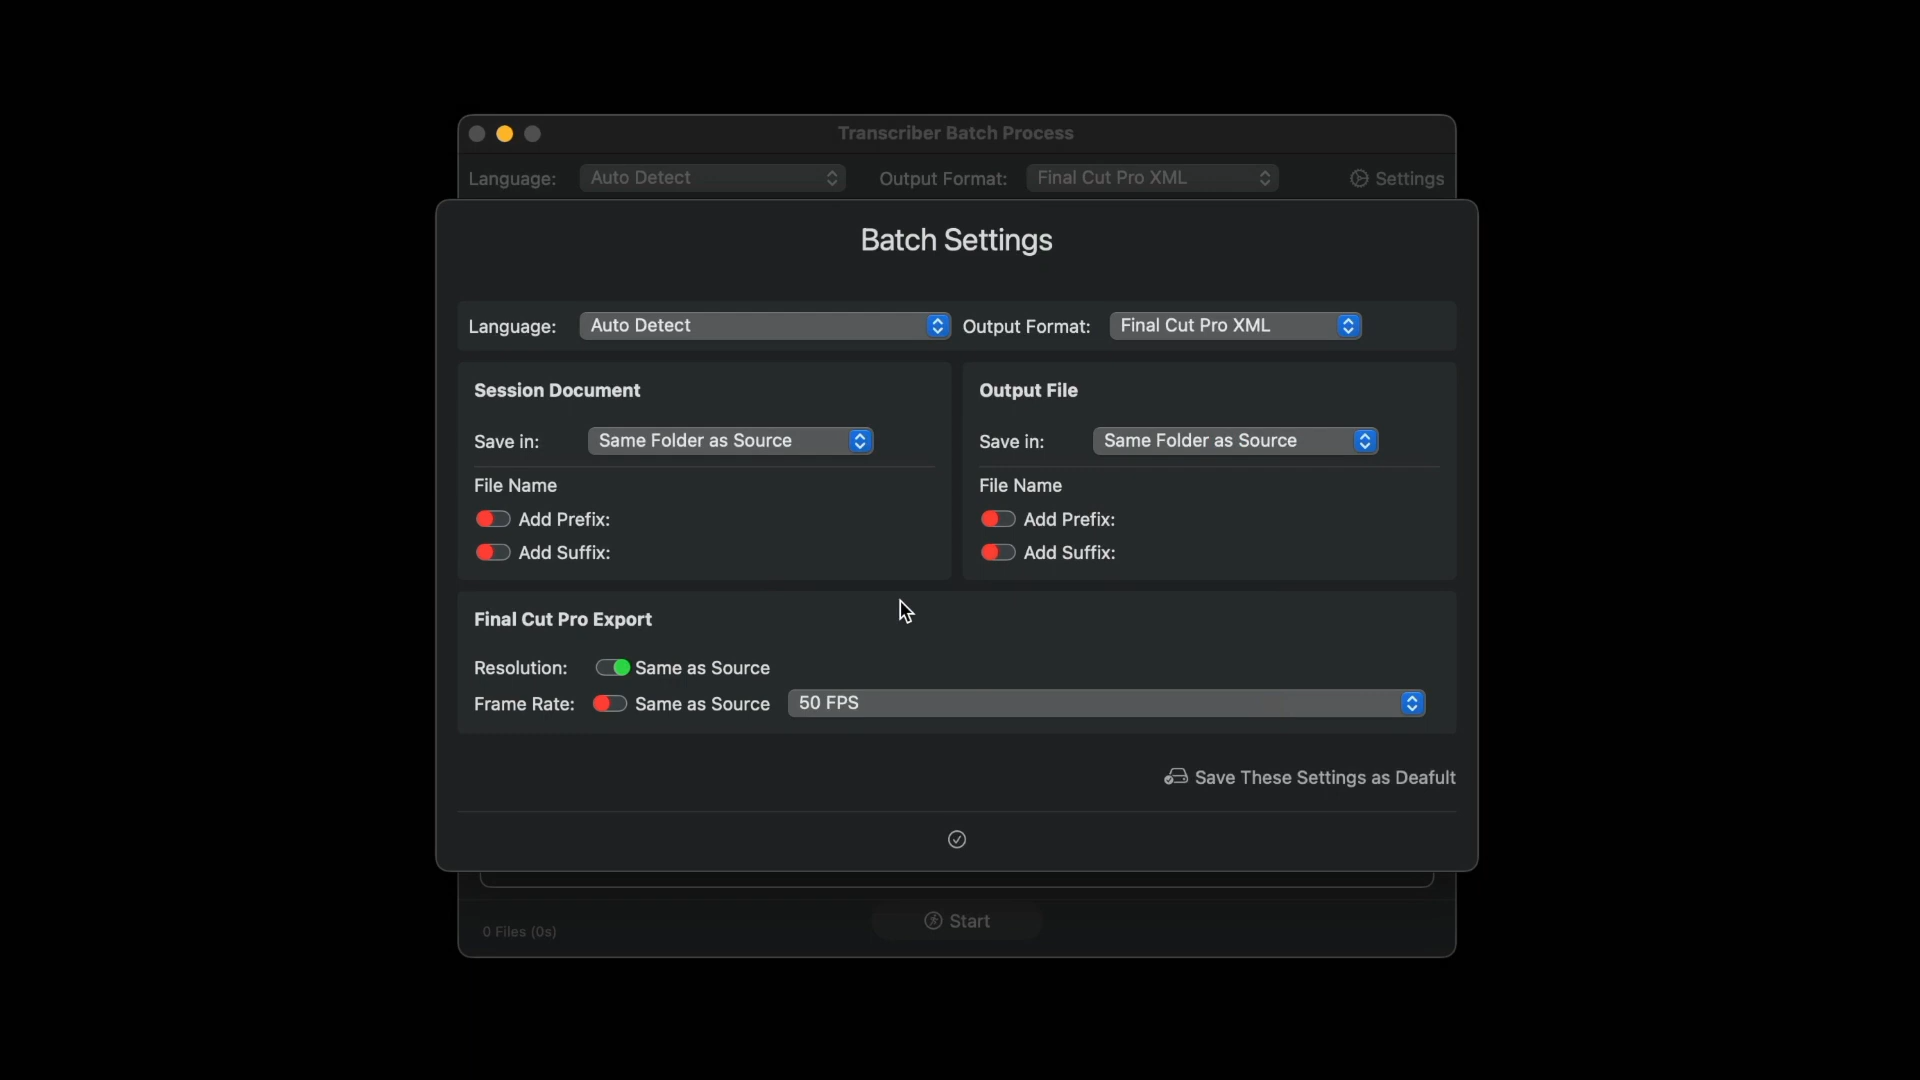 Transcriber Batch Process
Language: Auto Detect Output Format: Final Cut Pro XML Settings
Batch Settings
Language: Auto Detect Output Format: Final Cut Pro XML
Session Document
Save in: Same Folder as Source
File Name
Add Prefix:
Add Suffix:
Output File
Save in: Same Folder as Source
File Name
Add Prefix:
Add Suffix:
Final Cut Pro Export
Resolution: Same as Source
Frame Rate: Same as Source 50 FPS
Save These Settings as Deafult
Start
0 Files (0s)